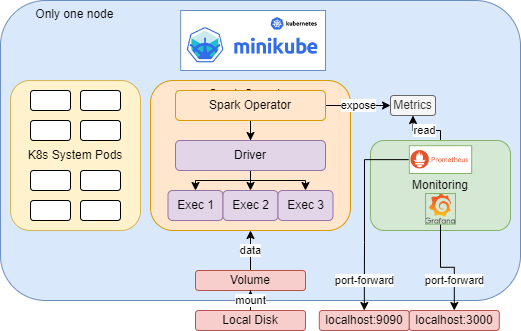 Only one node
kubernetes
minikube
Spark Operator
expose
Metrics
read
K8s System Pods
Driver
Prometheus
Monitoring
Exec 1
Exec 2
Exec 3
Grafana
data
Volume
port-forward
port-forward
mount
Local Disk
localhost:9090
localhost:3000